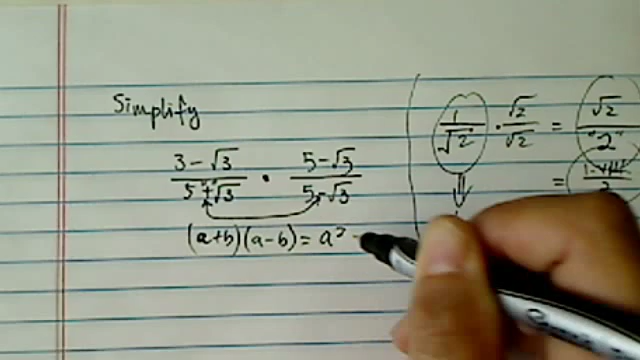 Simplify
3 - √3 / 5 "+" √3 · 5 - √3 / 5 - √3
(a+b)(a-b) = a² -
1 / √2 · √2 / √2 = √2 / "2"
=